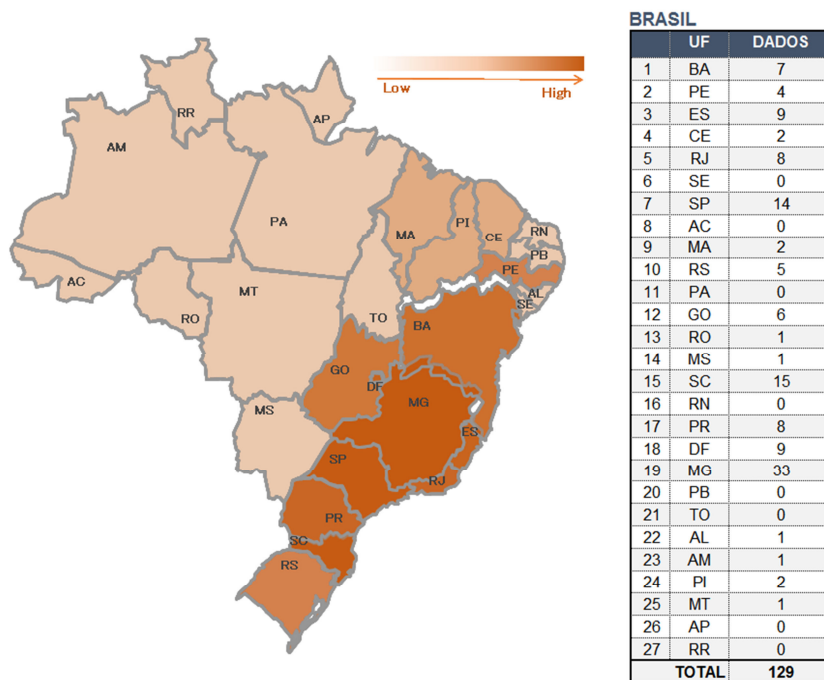 BRASIL
UF DADOS
1 BA 7
2 PE 4
3 ES 9
4 CE 2
5 RJ 8
6 SE 0
7 SP 14
8 AC 0
9 MA 2
10 RS 5
11 PA 0
12 GO 6
13 RO 1
14 MS 1
15 SC 15
16 RN 0
17 PR 8
18 DF 9
19 MG 33
20 PB 0
21 TO 0
22 AL 1
23 AM 1
24 PI 2
25 MT 1
26 AP 0
27 RR 0
TOTAL 129
Low High
RR
AP
AM
PA
MA
PI
CE
RN
PB
PE
AL
SE
AC
RO
MT
TO
BA
GO
DF
MS
MG
ES
SP
RJ
PR
SC
RS